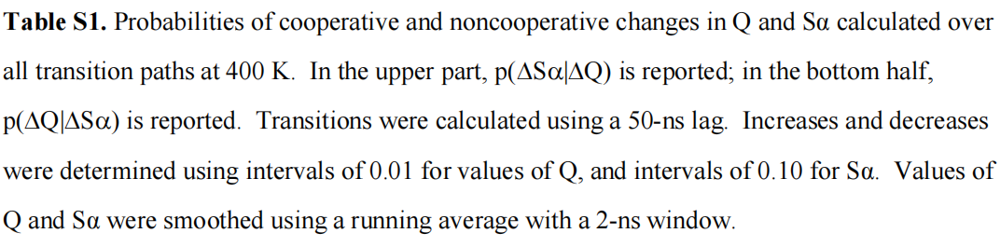 Table S1. Probabilities of cooperative and noncooperative changes in Q and Sα calculated over
all transition paths at 400 K. In the upper part, p(ΔSα|ΔQ) is reported; in the bottom half,
p(ΔQ|ΔSα) is reported. Transitions were calculated using a 50-ns lag. Increases and decreases
were determined using intervals of 0.01 for values of Q, and intervals of 0.10 for Sα. Values of
Q and Sα were smoothed using a running average with a 2-ns window.